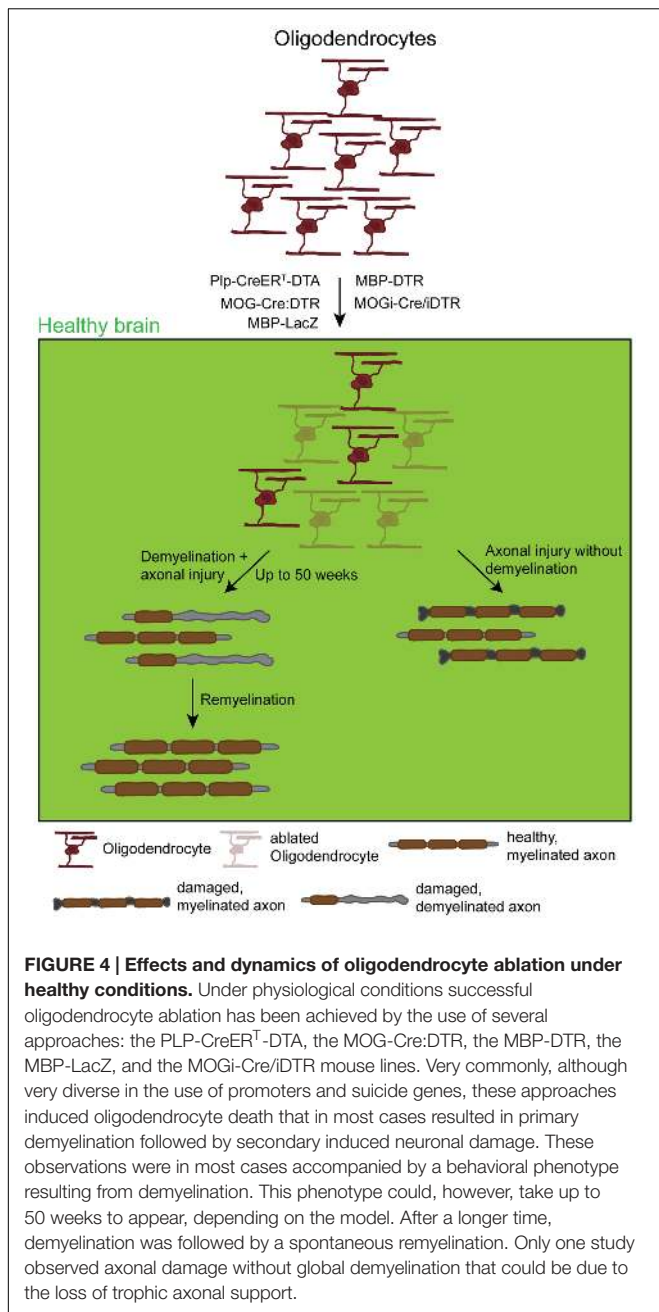 Oligodendrocytes
Plp-CreERᵀ-DTA
MBP-DTR
MOG-Cre:DTR
MOGi-Cre/iDTR
MBP-LacZ
Healthy brain
Demyelination +
axonal injury
Up to 50 weeks
Axonal injury without
demyelination
Remyelination
Oligodendrocyte
ablated
Oligodendrocyte
healthy,
myelinated axon
damaged,
myelinated axon
damaged,
demyelinated axon
FIGURE 4 | Effects and dynamics of oligodendrocyte ablation under
healthy conditions. Under physiological conditions successful
oligodendrocyte ablation has been achieved by the use of several
approaches: the PLP-CreERᵀ-DTA, the MOG-Cre:DTR, the MBP-DTR, the
MBP-LacZ, and the MOGi-Cre/iDTR mouse lines. Very commonly, although
very diverse in the use of promoters and suicide genes, these approaches
induced oligodendrocyte death that in most cases resulted in primary
demyelination followed by secondary induced neuronal damage. These
observations were in most cases accompanied by a behavioral phenotype
resulting from demyelination. This phenotype could, however, take up to
50 weeks to appear, depending on the model. After a longer time,
demyelination was followed by a spontaneous remyelination. Only one study
observed axonal damage without global demyelination that could be due to
the loss of trophic axonal support.